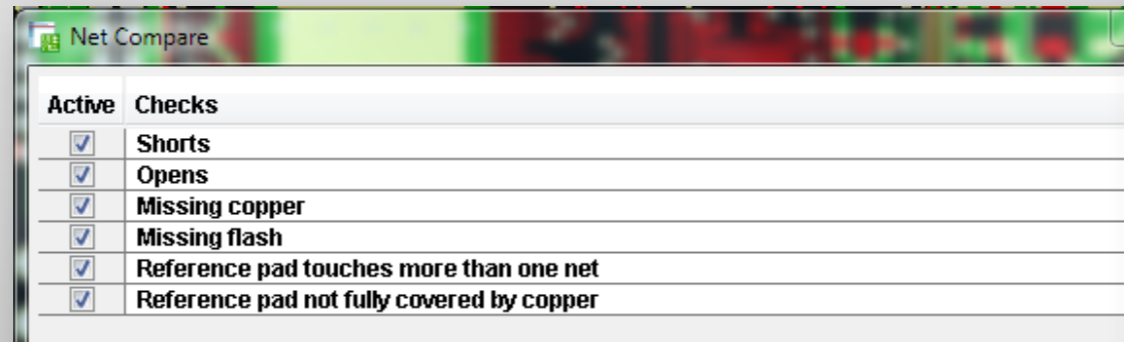 Net Compare
Active Checks
Shorts
Opens
Missing copper
Missing flash
Reference pad touches more than one net
Reference pad not fully covered by copper